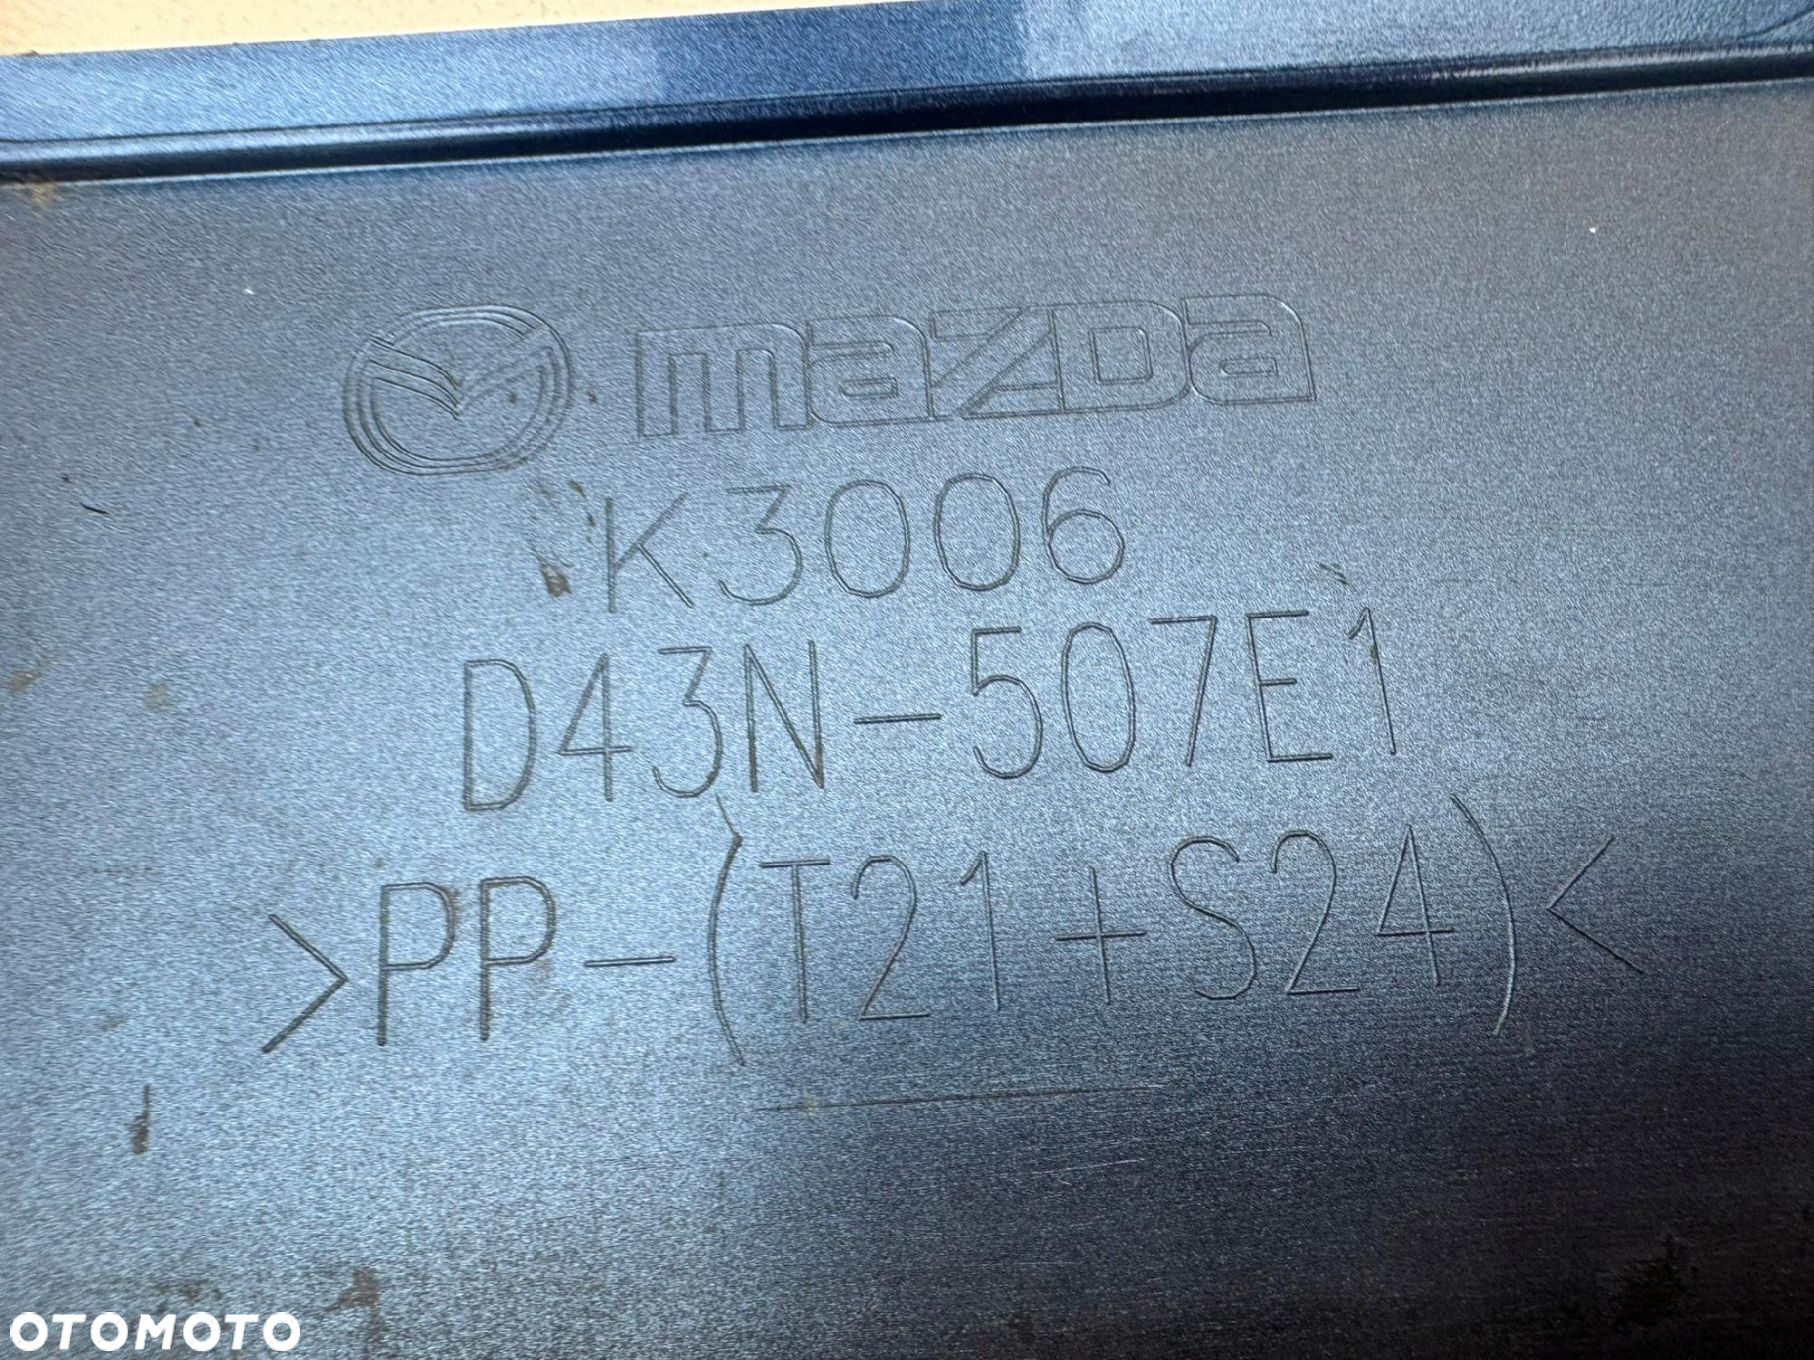 mazda
K3006
D43N-507E1
>PP-(T21+S24)<
OTOMOTO